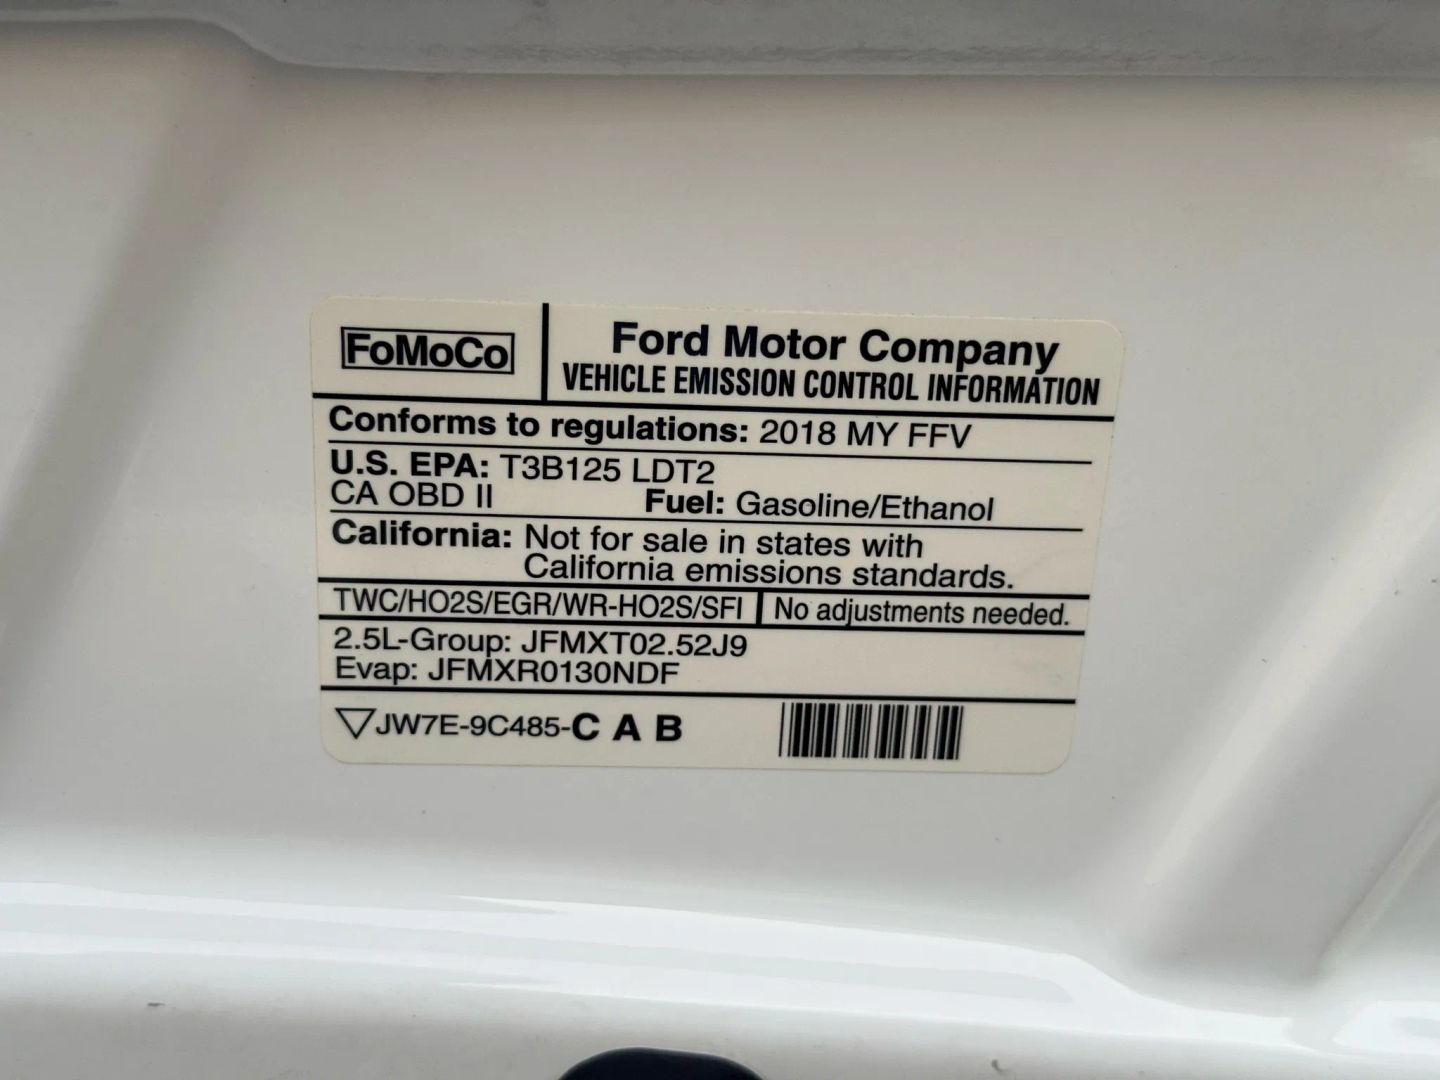 FoMoCo
Ford Motor Company
VEHICLE EMISSION CONTROL INFORMATION
Conforms to regulations: 2018 MY FFV
U.S. EPA: T3B125 LDT2
CA OBD II Fuel: Gasoline/Ethanol
California: Not for sale in states with
California emissions standards.
TWC/HO2S/EGR/WR-HO2S/SFI No adjustments needed.
2.5L-Group: JFMXT02.52J9
Evap: JFMXR0130NDF
JW7E-9C485-C A B